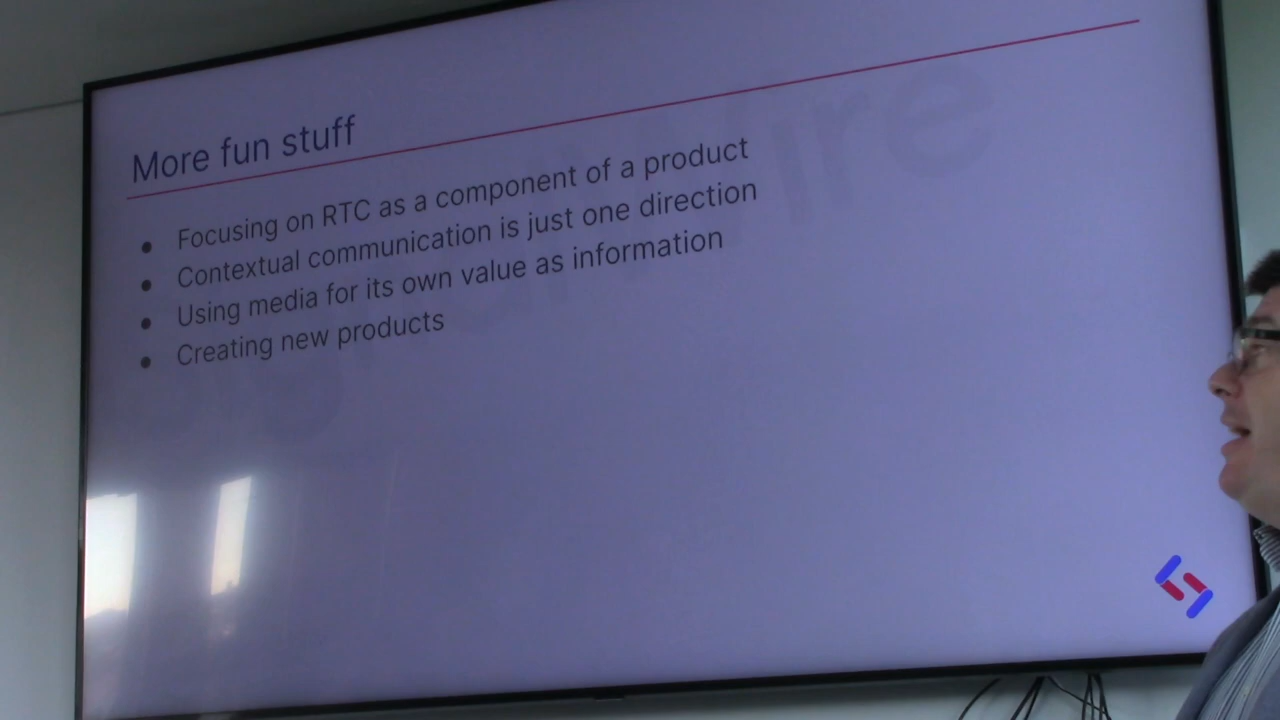 More fun stuff
• Focusing on RTC as a component of a product
• Contextual communication is just one direction
• Using media for its own value as information
• Creating new products